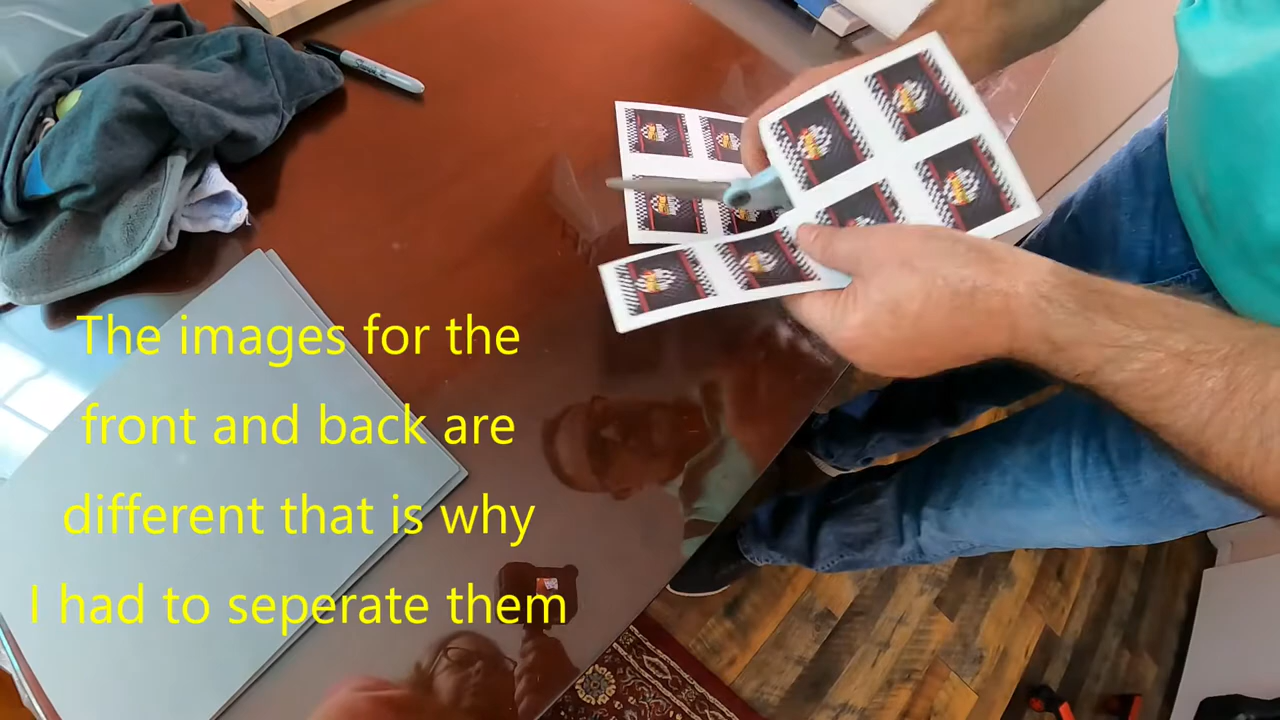 The images for the
front and back are
different that is why
I had to seperate them